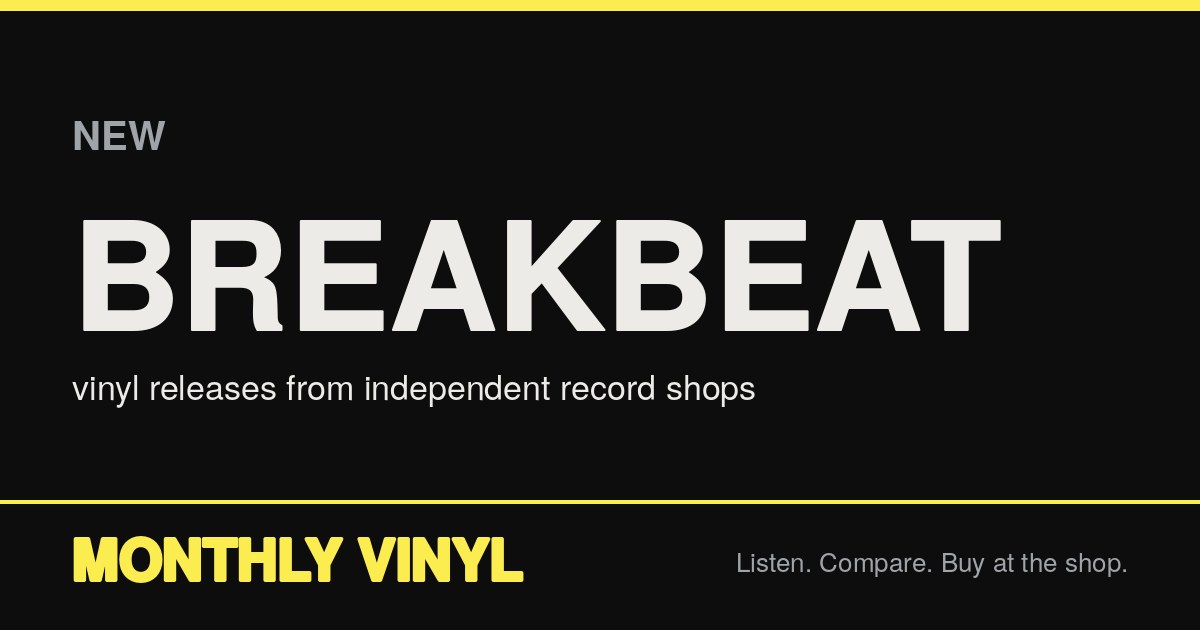 NEW
BREAKBEAT
vinyl releases from independent record shops
MONTHLY VINYL
Listen. Compare. Buy at the shop.